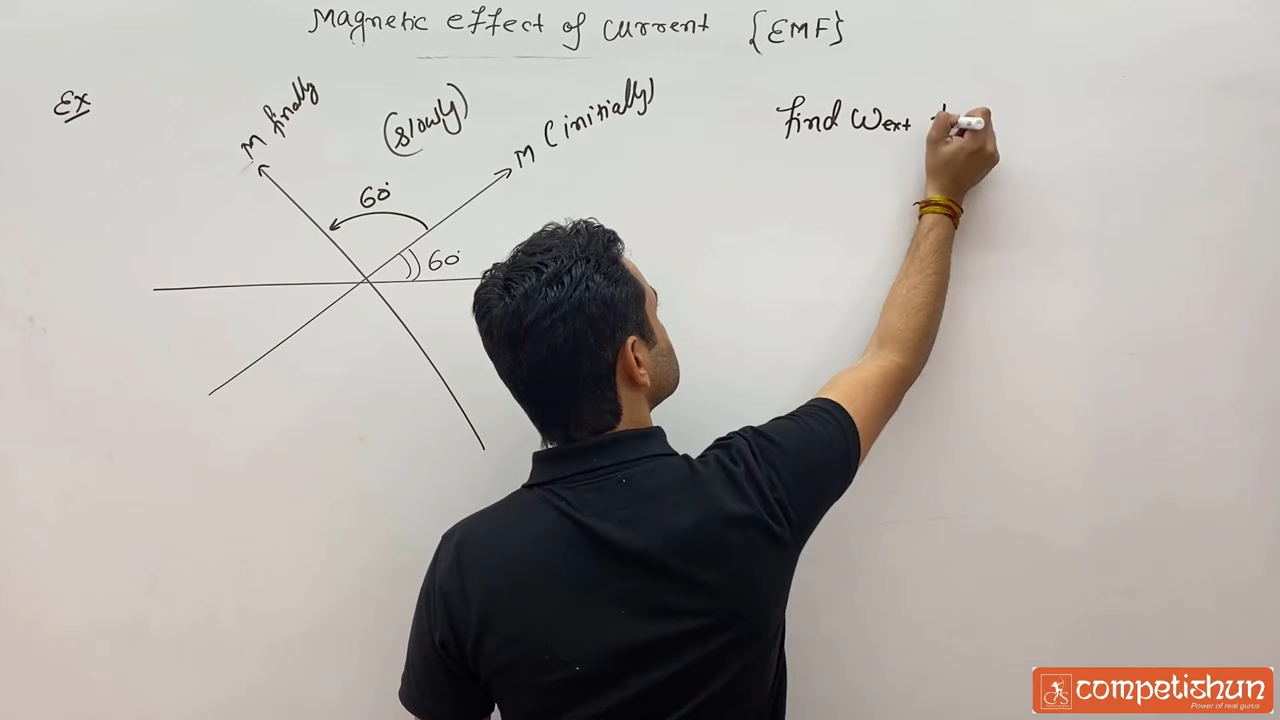 Magnetic effect of current {EMF}
Ex
M finally
(slowly)
M (initially)
find Wext
60°
60°
competishun
Power of real gurus